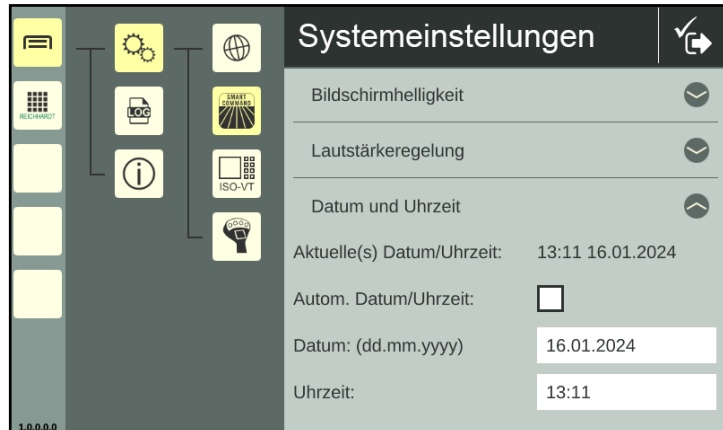 Systemeinstellungen
REICHHARDT
LOG
SMART
COMMAND
ISO-VT
Bildschirmhelligkeit
Lautstärkeregelung
Datum und Uhrzeit
Aktuelle(s) Datum/Uhrzeit: 13:11 16.01.2024
Autom. Datum/Uhrzeit:
Datum: (dd.mm.yyyy) 16.01.2024
Uhrzeit: 13:11
1.0.0.0.0